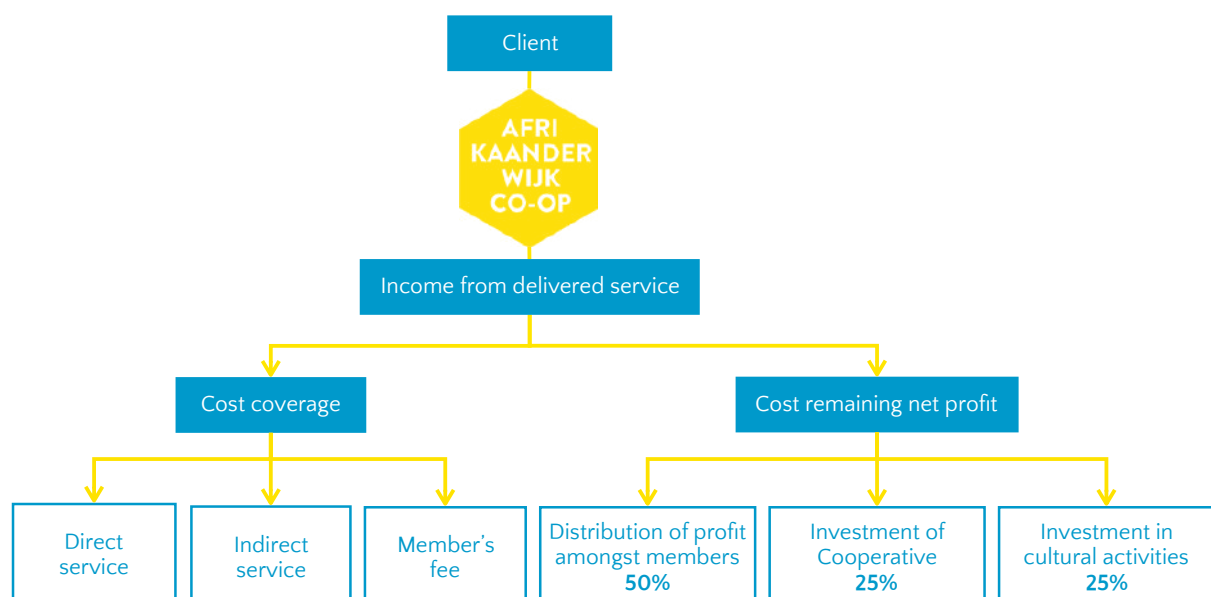 Client
AFRI
KAANDER
WIJK
CO-OP
Income from delivered service
Cost coverage
Cost remaining net profit
Direct
service
Indirect
service
Member’s
fee
Distribution of profit
amongst members
50%
Investment of
Cooperative
25%
Investment in
cultural activities
25%